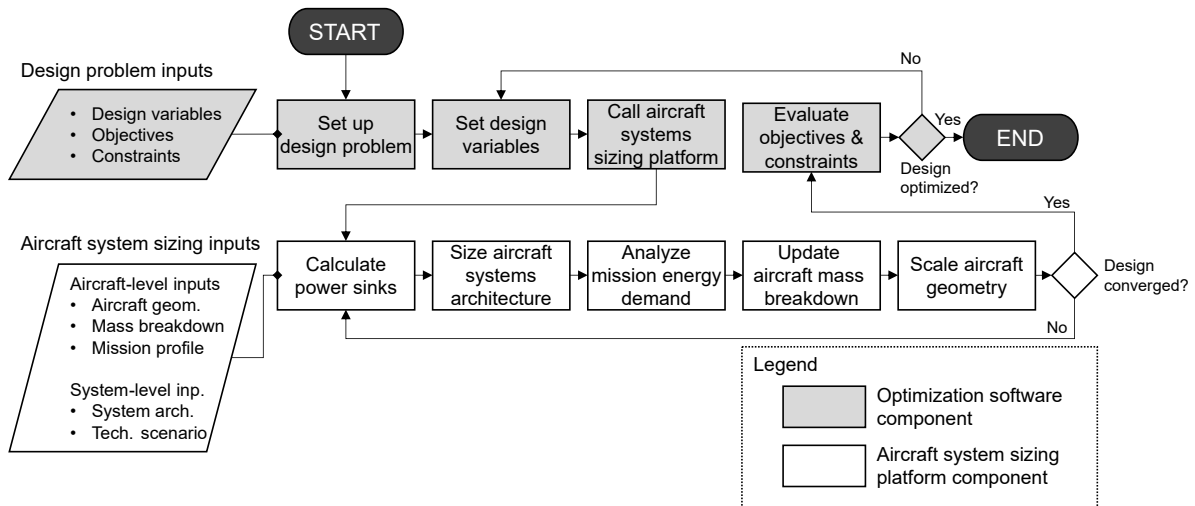 START
Design problem inputs
• Design variables
• Objectives
• Constraints
Set up
design problem
Set design
variables
Call aircraft
systems
sizing platform
Evaluate
objectives &
constraints
No
Yes
Design
optimized?
END
Aircraft system sizing inputs
Aircraft-level inputs
• Aircraft geom.
• Mass breakdown
• Mission profile
System-level inp.
• System arch.
• Tech. scenario
Calculate
power sinks
Size aircraft
systems
architecture
Analyze
mission energy
demand
Update
aircraft mass
breakdown
Scale aircraft
geometry
Yes
Design
converged?
No
Legend
Optimization software
component
Aircraft system sizing
platform component